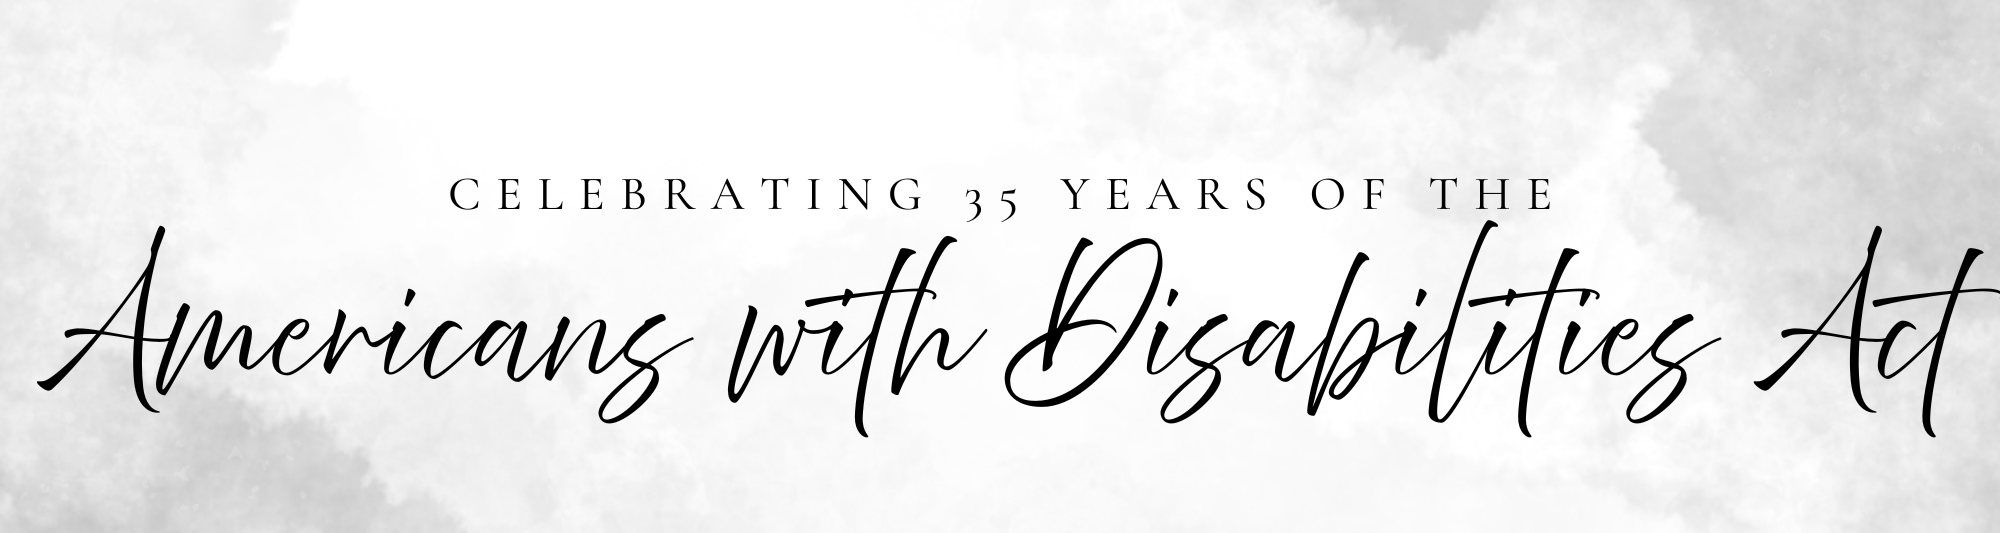 CELEBRATING 35 YEARS OF THE
Americans with Disabilities Act